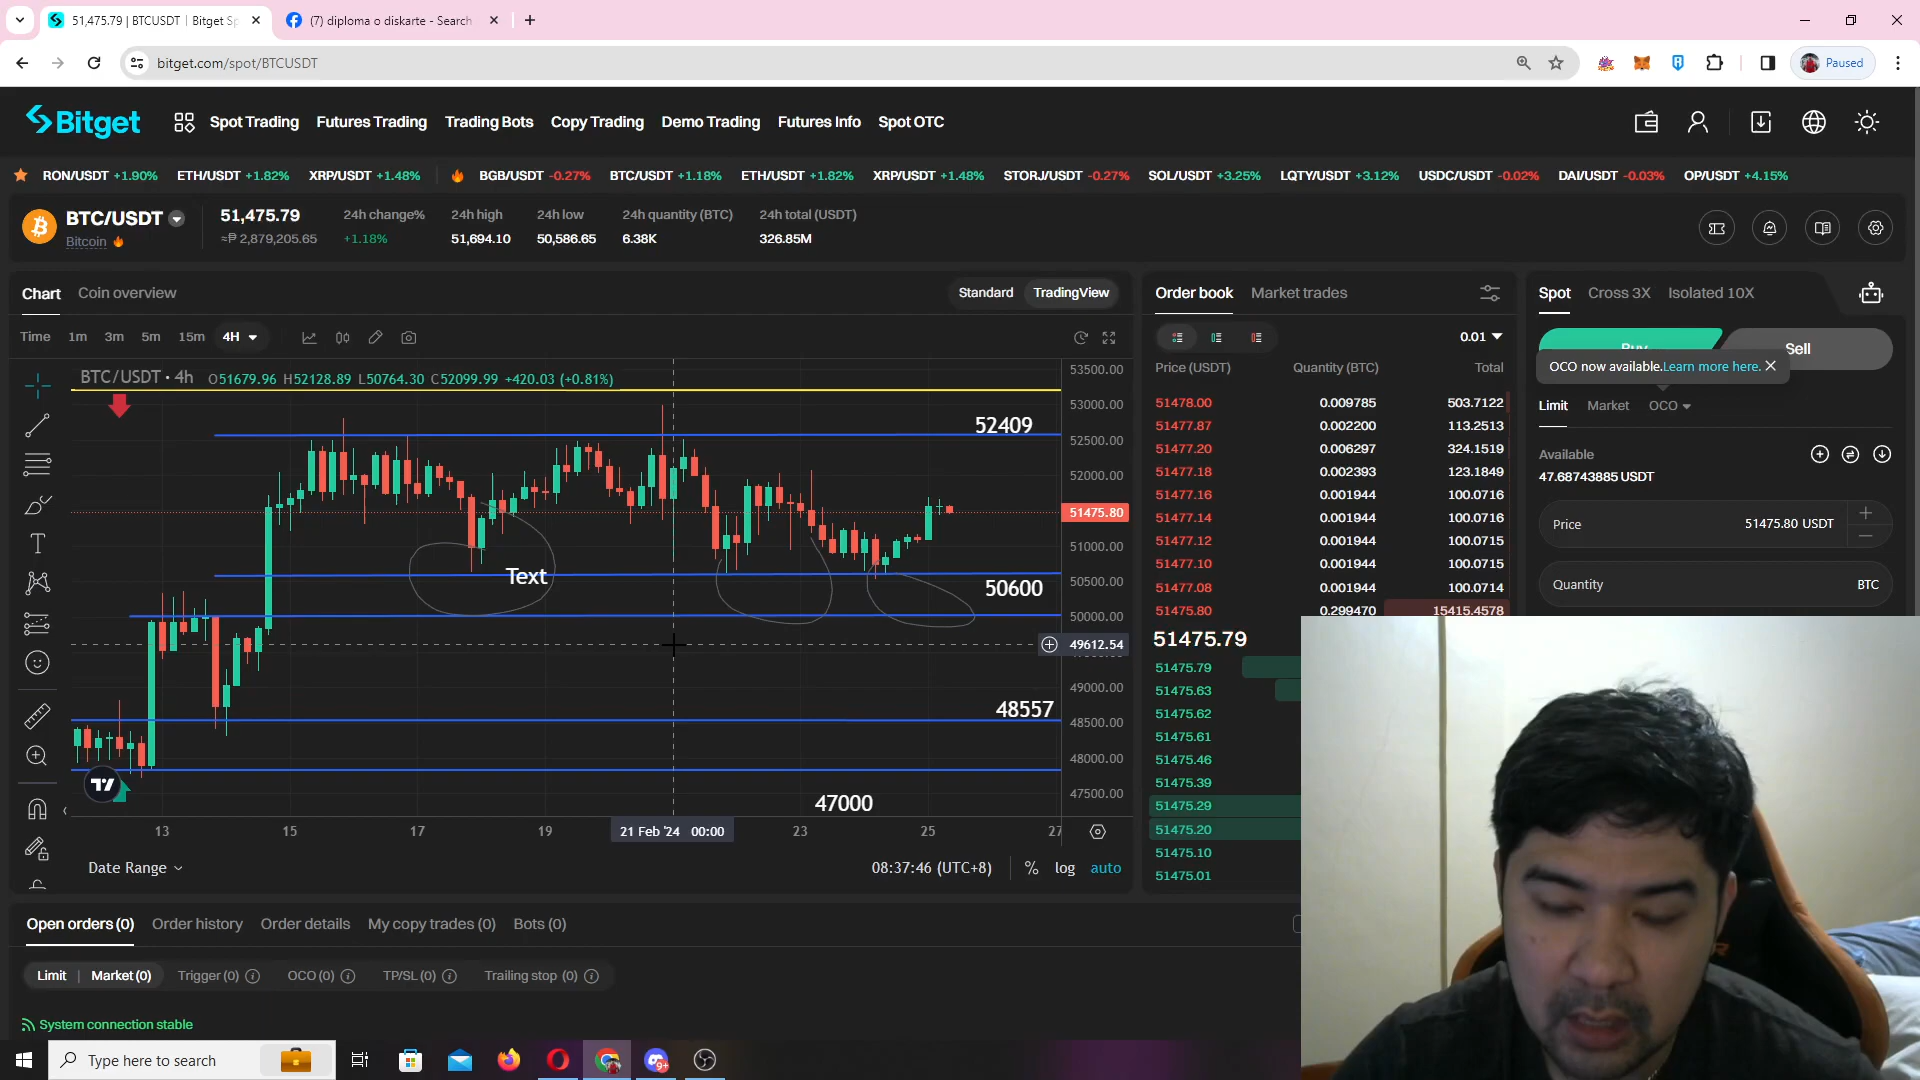 51,475.79 | BTCUSDT | Bitget Sp
(7) diploma o diskarte - Search
bitget.com/spot/BTCUSDT
Paused
Bitget
Spot Trading
Futures Trading
Trading Bots
Copy Trading
Demo Trading
Futures Info
Spot OTC
RON/USDT +1.90% ETH/USDT +1.82% XRP/USDT +1.48% BGB/USDT -0.27% BTC/USDT +1.18% ETH/USDT +1.82% XRP/USDT +1.48% STORJ/USDT -0.27% SOL/USDT +3.25% LQTY/USDT +3.12% USDC/USDT -0.02% DAI/USDT -0.03% OP/USDT +4.15%
BTC/USDT 51,475.79 24h change% 24h high 24h low 24h quantity (BTC) 24h total (USDT)
Bitcoin ≈₱ 2,879,205.65 +1.18% 51,694.10 50,586.65 6.38K 326.85M
Chart Coin overview Standard TradingView
Time 1m 3m 5m 15m 4H
BTC/USDT · 4h O51679.96 H52128.89 L50764.30 C52099.99 +420.03 (+0.81%)
52409
Text
50600
48557
47000
53500.00
53000.00
52500.00
52000.00
51475.80
51000.00
50500.00
50000.00
49612.54
49000.00
48500.00
48000.00
47500.00
13 15 17 19 21 Feb '24 00:00 23 25 27
Date Range 08:37:46 (UTC+8) % log auto
Order book Market trades
0.01
Price (USDT) Quantity (BTC) Total
51478.00 0.009785 503.7122
51477.87 0.002200 113.2513
51477.20 0.006297 324.1519
51477.18 0.002393 123.1849
51477.16 0.001944 100.0716
51477.14 0.001944 100.0716
51477.12 0.001944 100.0715
51477.10 0.001944 100.0715
51477.08 0.001944 100.0714
51475.80 0.299470 15415.4578
51475.79
51475.79
51475.63
51475.62
51475.61
51475.46
51475.39
51475.29
51475.20
51475.10
51475.01
Spot Cross 3X Isolated 10X
Buy Sell
OCO now available.Learn more here.
Limit Market OCO
Available
47.68743885 USDT
Price 51475.80 USDT
Quantity BTC
Open orders (0) Order history Order details My copy trades (0) Bots (0)
Limit | Market (0) Trigger (0) OCO (0) TP/SL (0) Trailing stop (0)
System connection stable
Type here to search
9+